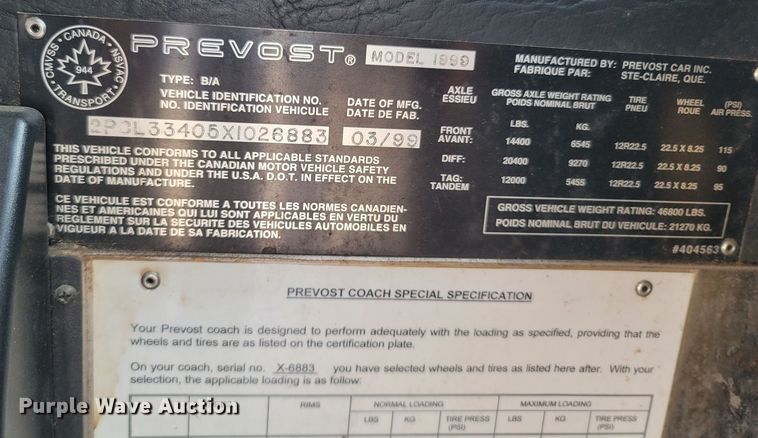 CMVSS · CANADA · NSVAC
944
TRANSPORT
PREVOST® MODEL 1999
TYPE: B/A
VEHICLE IDENTIFICATION NO. DATE OF MFG.
NO. IDENTIFICATION VEHICULE DATE DE FAB.
2PCL33405X1026883 03/99
THIS VEHICLE CONFORMS TO ALL APPLICABLE STANDARDS
PRESCRIBED UNDER THE CANADIAN MOTOR VEHICLE SAFETY
REGULATIONS AND UNDER THE U.S.A. D.O.T. IN EFFECT ON THE
DATE OF MANUFACTURE.
CE VEHICULE EST CONFORME A TOUTES LES NORMES CANADIEN-
NES ET AMERICAINES QUI LUI SONT APPLICABLES EN VERTU DU
REGLEMENT SUR LA SECURITE DES VEHICULES AUTOMOBILES EN
VIGUEUR A LA DATE DE SA FABRICATION.
MANUFACTURED BY: PREVOST CAR INC.
FABRIQUE PAR: STE-CLAIRE, QUE.
AXLE GROSS AXLE WEIGHT RATING TIRE WHEEL (PSI)
ESSIEU POIDS NOMINAL BRUT PNEU ROUE AIR PRESS.
LBS. KG.
FRONT
AVANT: 14400 6545 12R22.5 22.5 X 8.25 115
DIFF: 20400 9270 12R22.5 22.5 X 8.25 90
TAG: 12000 5455 12R22.5 22.5 X 8.25 95
TANDEM
GROSS VEHICLE WEIGHT RATING: 46800 LBS.
POIDS NOMINAL BRUT DU VEHICULE: 21270 KG.
#404563
PREVOST COACH SPECIAL SPECIFICATION
Your Prevost coach is designed to perform adequately with the loading as specified, providing that the
wheels and tires are as listed on the certification plate.
On your coach, serial no. X-6883 you have selected wheels and tires as listed here after. With your
selection, the applicable loading is as follow:
RIMS NORMAL LOADING MAXIMUM LOADING
LBS KG TIRE PRESS LBS KG TIRE PRESS
(PSI) (PSI)
Purple Wave Auction